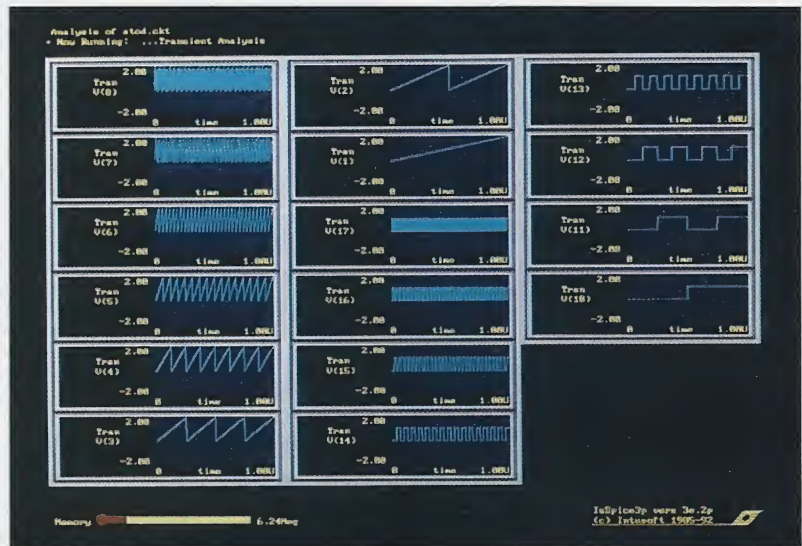 Analysis of atod.ckt
* Now Running: ...Transient Analysis
2.00
Tran
V(8)
-2.00
0 time 1.00U
2.00
Tran
V(7)
-2.00
0 time 1.00U
2.00
Tran
V(6)
-2.00
0 time 1.00U
2.00
Tran
V(5)
-2.00
0 time 1.00U
2.00
Tran
V(4)
-2.00
0 time 1.00U
2.00
Tran
V(3)
-2.00
0 time 1.00U
2.00
Tran
V(2)
-2.00
0 time 1.00U
2.00
Tran
V(1)
-2.00
0 time 1.00U
2.00
Tran
V(17)
-2.00
0 time 1.00U
2.00
Tran
V(16)
-2.00
0 time 1.00U
2.00
Tran
V(15)
-2.00
0 time 1.00U
2.00
Tran
V(14)
-2.00
0 time 1.00U
2.00
Tran
V(13)
-2.00
0 time 1.00U
2.00
Tran
V(12)
-2.00
0 time 1.00U
2.00
Tran
V(11)
-2.00
0 time 1.00U
2.00
Tran
V(10)
-2.00
0 time 1.00U
Memory 6.24Meg
IsSpice3p vers 3e.2p
(c) Intusoft 1985-92